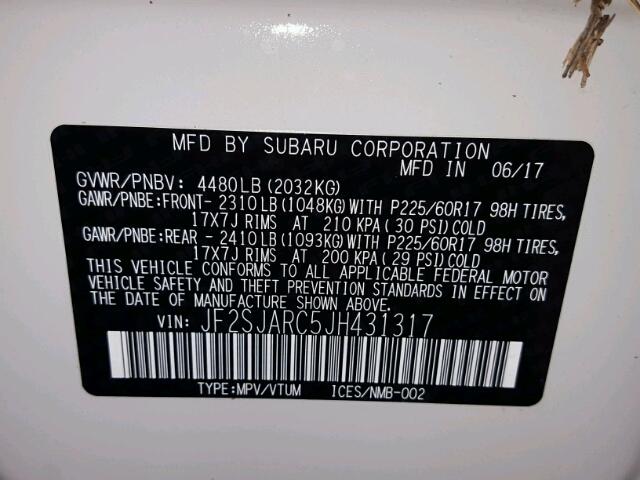 MFD BY SUBARU CORPORATION
MFD IN 06/17
GVWR/PNBV: 4480LB(2032KG)
GAWR/PNBE:FRONT- 2310LB(1048KG)WITH P225/60R17 98H TIRES,
17X7J RIMS AT 210 KPA(30 PSI)COLD
GAWR/PNBE:REAR - 2410LB(1093KG)WITH P225/60R17 98H TIRES,
17X7J RIMS AT 200 KPA(29 PSI)COLD
THIS VEHICLE CONFORMS TO ALL APPLICABLE FEDERAL MOTOR
VEHICLE SAFETY AND THEFT PREVENTION STANDARDS IN EFFECT ON
THE DATE OF MANUFACTURE SHOWN ABOVE.
VIN: JF2SJARC5JH431317
TYPE:MPV/VTUM ICES/NMB-002